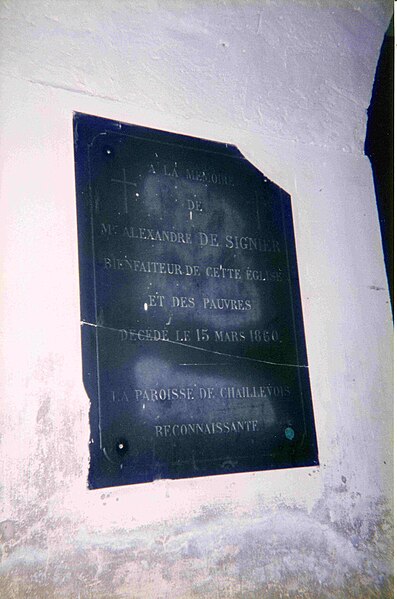 A LA MÉMOIRE
DE
Mr ALEXANDRE DE SIGNIER
BIENFAITEUR DE CETTE ÉGLISE
ET DES PAUVRES
DÉCÉDÉ LE 15 MARS 1860.
LA PAROISSE DE CHAILLEVOIS
RECONNAISSANTE